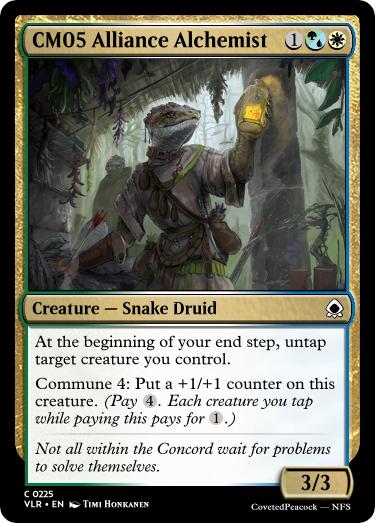 CM05 Alliance Alchemist 1
Creature — Snake Druid
At the beginning of your end step, untap
target creature you control.
Commune 4: Put a +1/+1 counter on this
creature. (Pay 4. Each creature you tap
while paying this pays for 1.)
Not all within the Concord wait for problems
to solve themselves.
3/3
C 0225
VLR • EN Timi Honkanen
CovetedPeacock — NFS